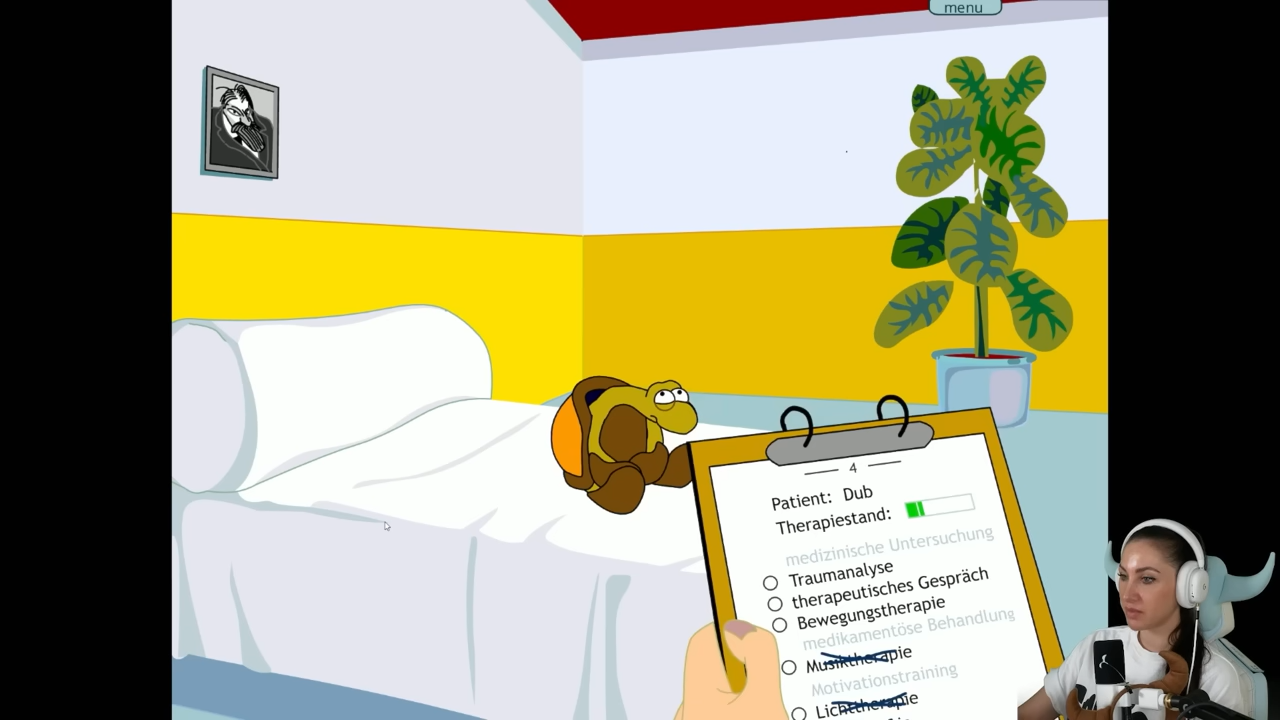 menu
4
Patient: Dub
Therapiestand:
medizinische Untersuchung
Traumanalyse
therapeutisches Gespräch
Bewegungstherapie
medikamentöse Behandlung
Musiktherapie
Motivationstraining
Lichttherapie